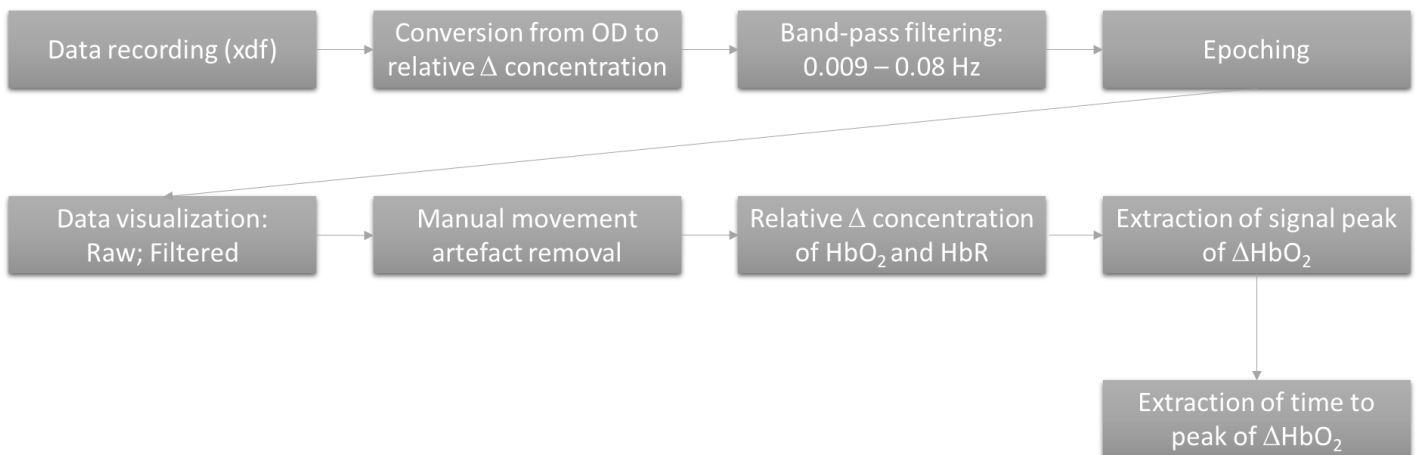 Data recording (xdf)
Conversion from OD to
relative Δ concentration
Band-pass filtering:
0.009 – 0.08 Hz
Epoching
Data visualization:
Raw; Filtered
Manual movement
artefact removal
Relative Δ concentration
of HbO₂ and HbR
Extraction of signal peak
of ΔHbO₂
Extraction of time to
peak of ΔHbO₂